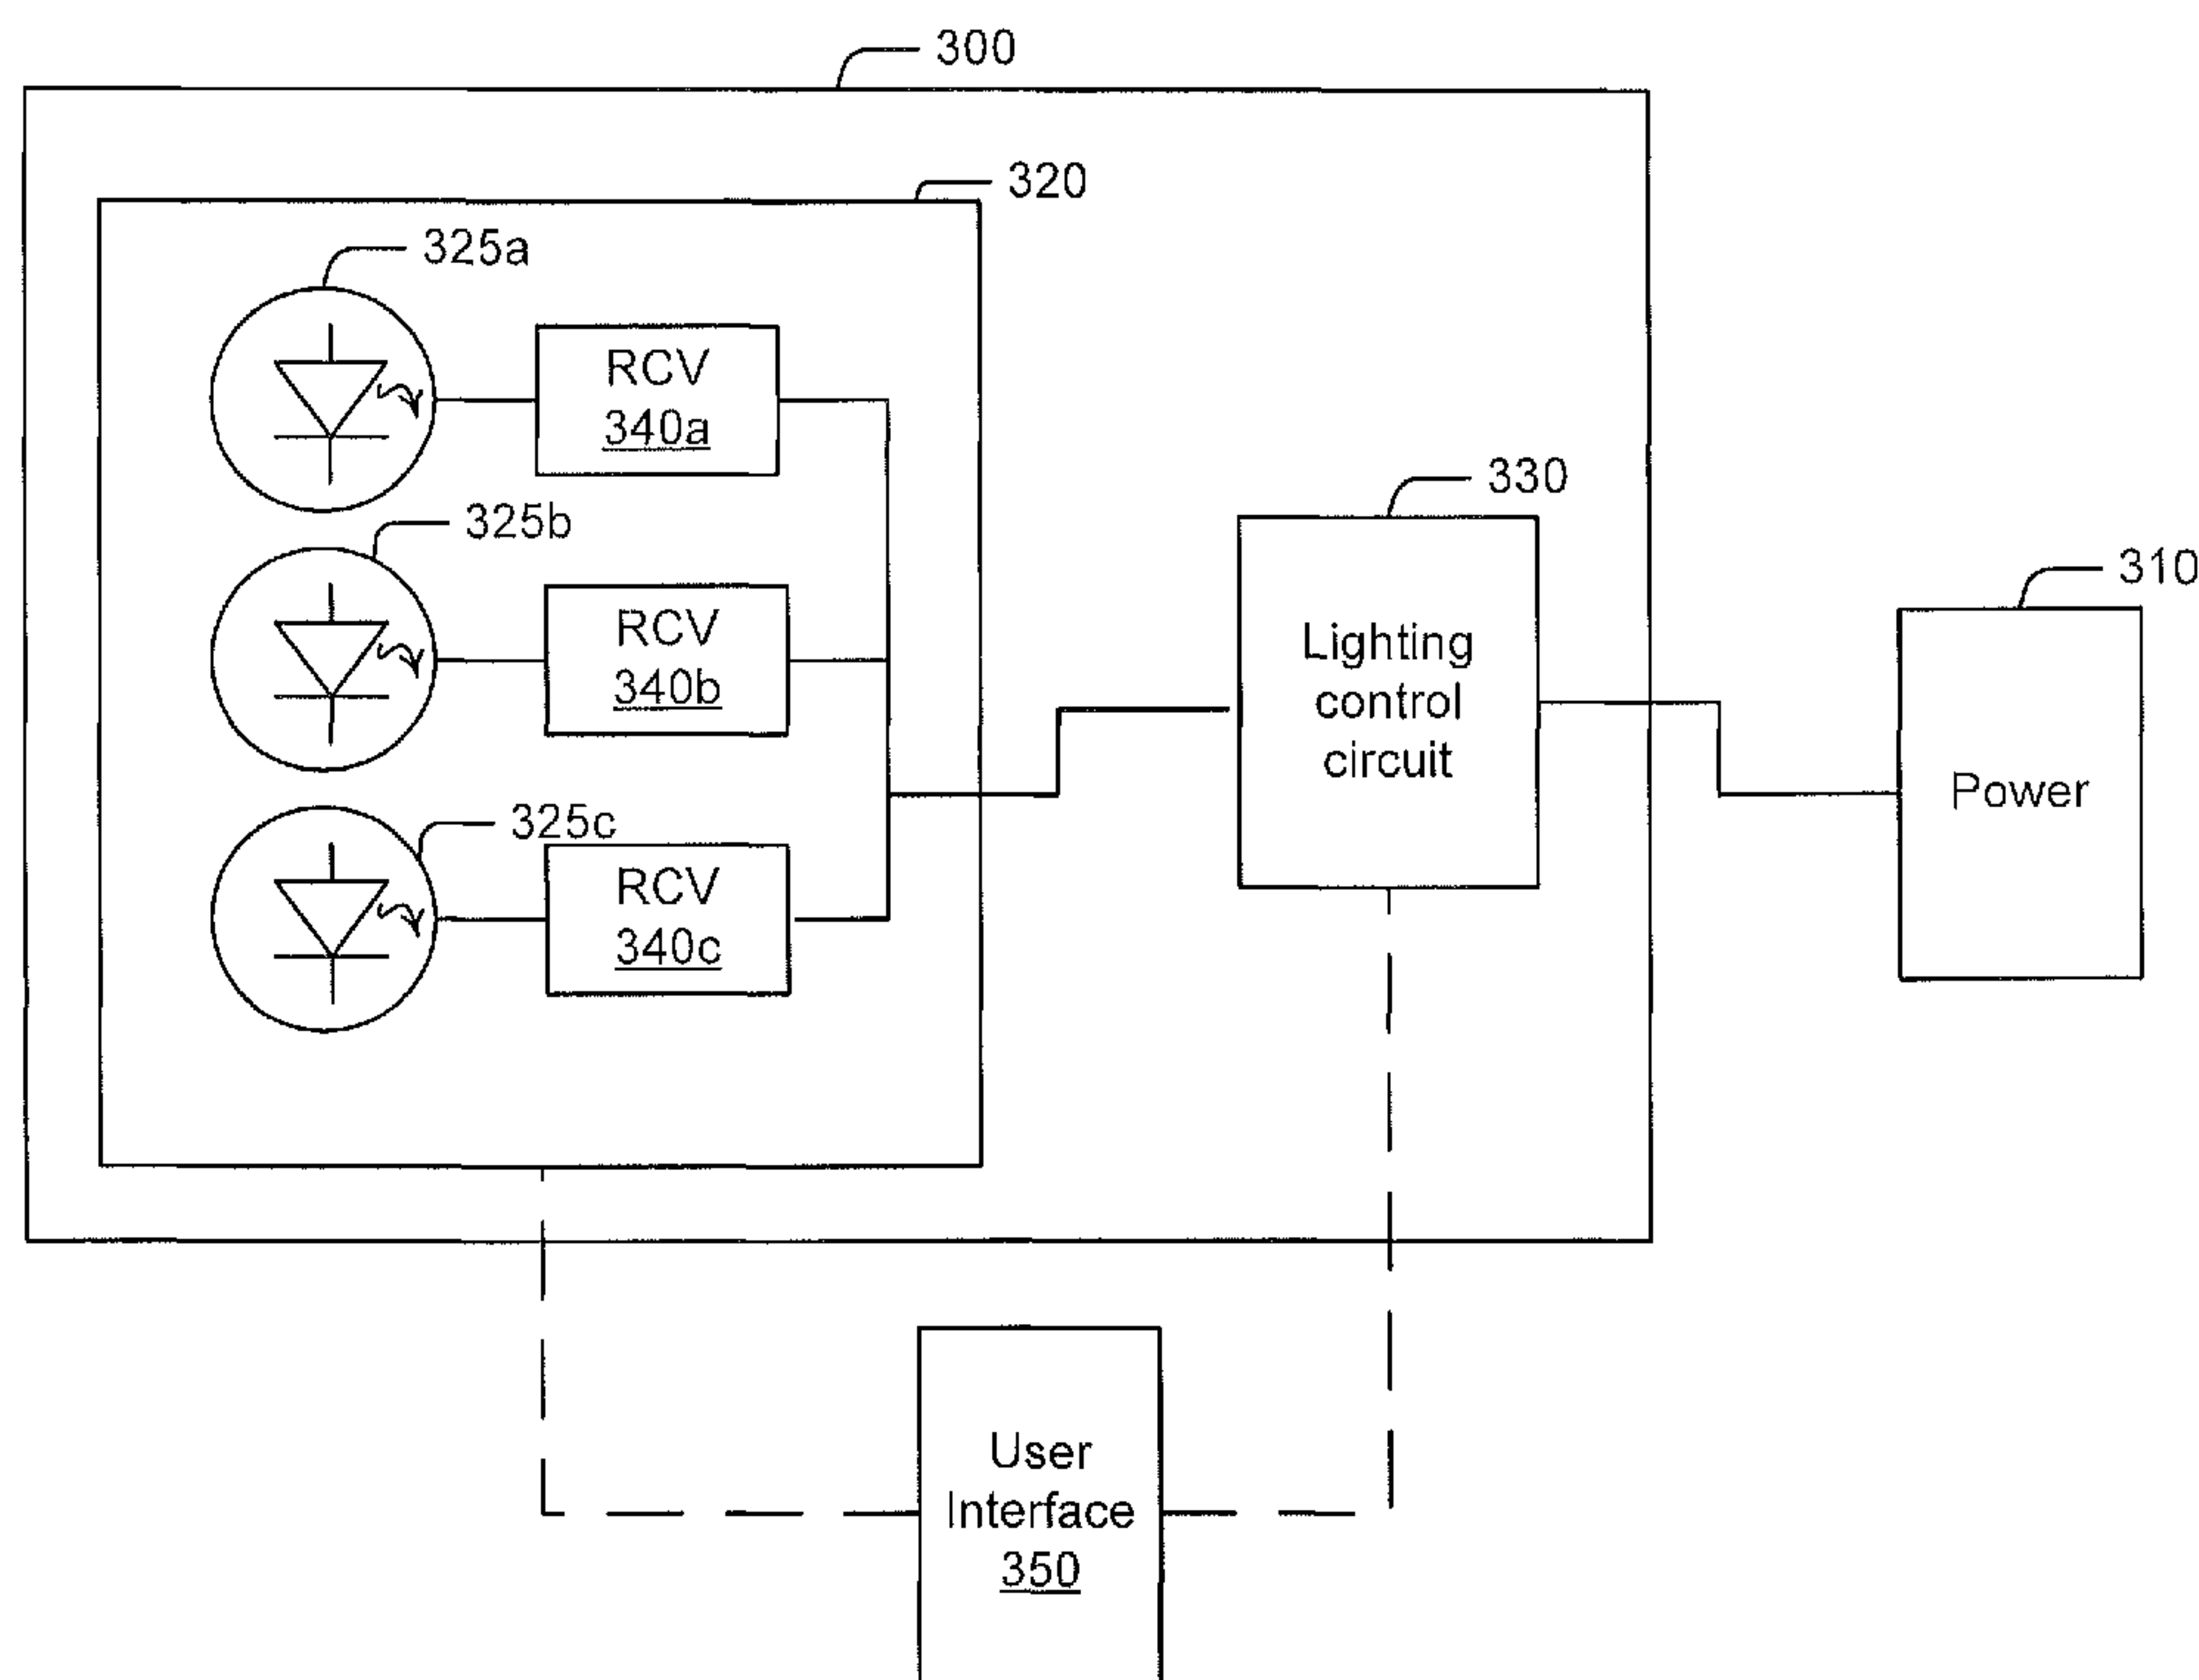 300
320
325a
RCV
340a
325b
330
310
RCV
340b
Lighting
control
circuit
Power
325c
RCV
340c
User
Interface
350